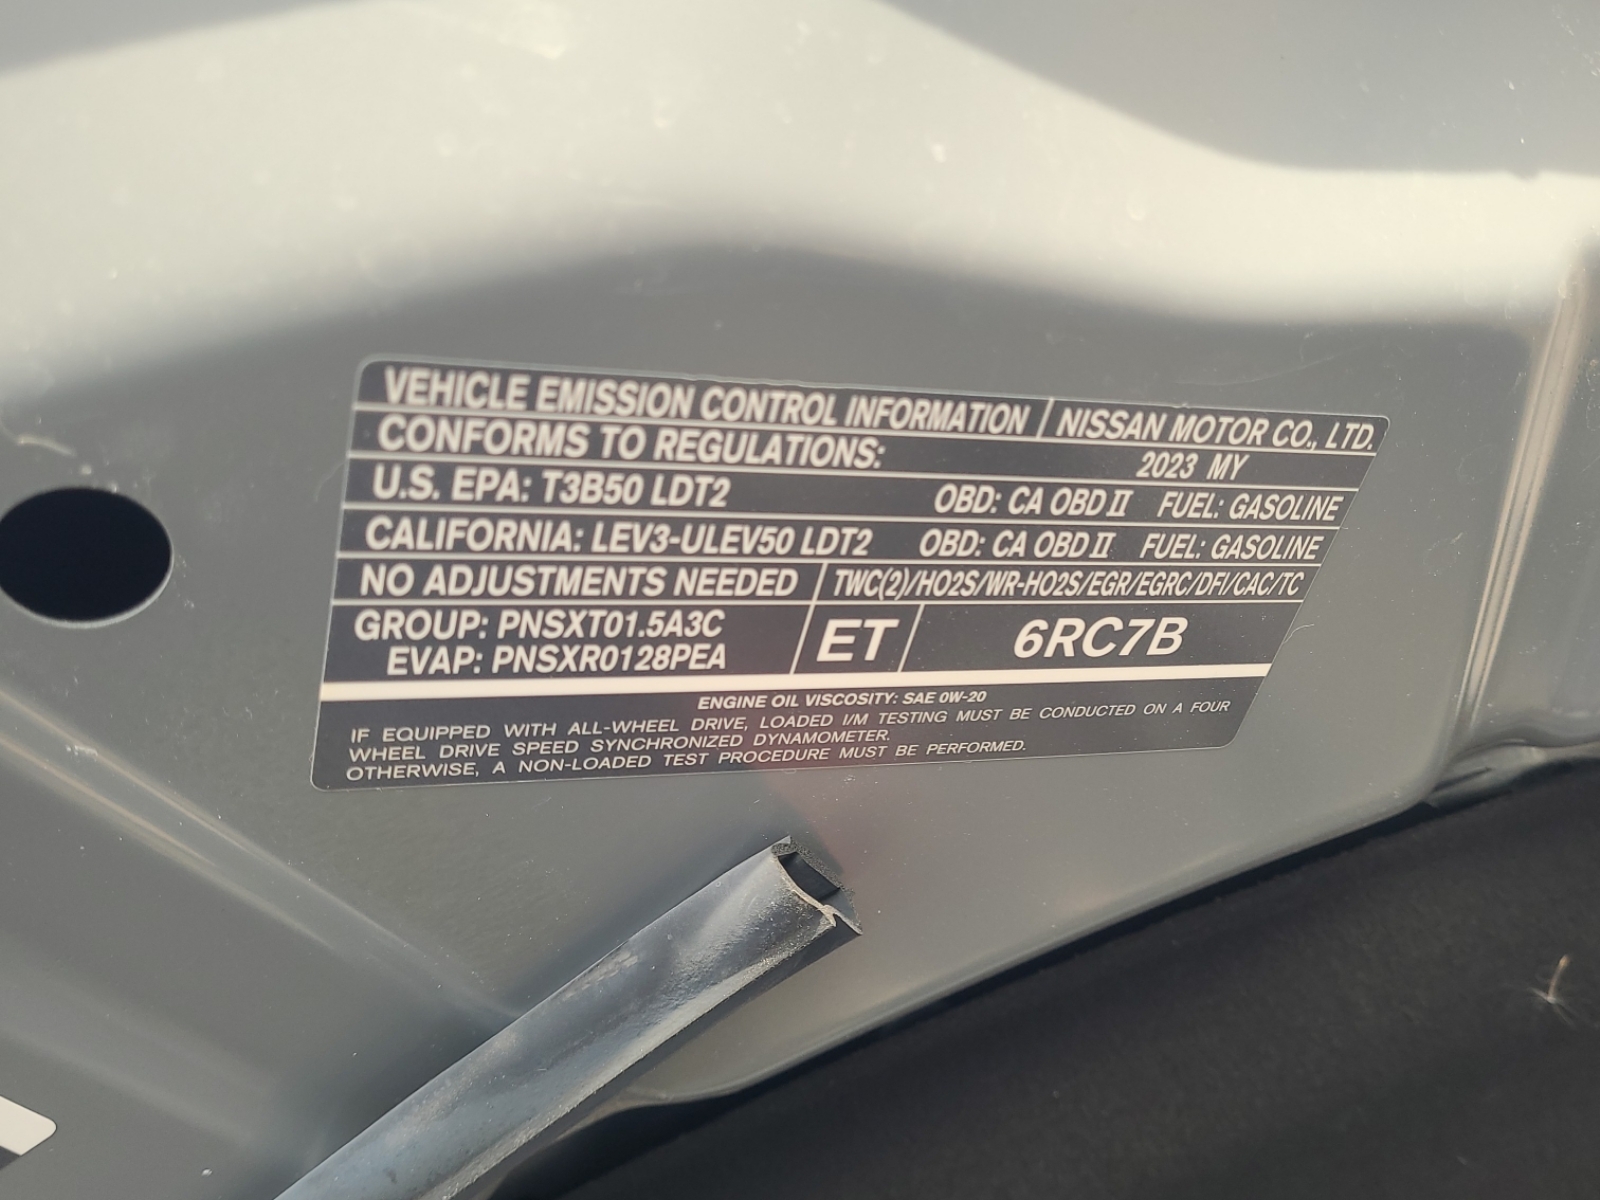 VEHICLE EMISSION CONTROL INFORMATION NISSAN MOTOR CO., LTD.
CONFORMS TO REGULATIONS: 2023 MY
U.S. EPA: T3B50 LDT2 OBD: CA OBD II FUEL: GASOLINE
CALIFORNIA: LEV3-ULEV50 LDT2 OBD: CA OBD II FUEL: GASOLINE
NO ADJUSTMENTS NEEDED TWC(2)/HO2S/WR-HO2S/EGR/EGRC/DFI/CAC/TC
GROUP: PNSXT01.5A3C
EVAP: PNSXR0128PEA
ET 6RC7B
ENGINE OIL VISCOSITY: SAE 0W-20
IF EQUIPPED WITH ALL-WHEEL DRIVE, LOADED I/M TESTING MUST BE CONDUCTED ON A FOUR
WHEEL DRIVE SPEED SYNCHRONIZED DYNAMOMETER.
OTHERWISE, A NON-LOADED TEST PROCEDURE MUST BE PERFORMED.